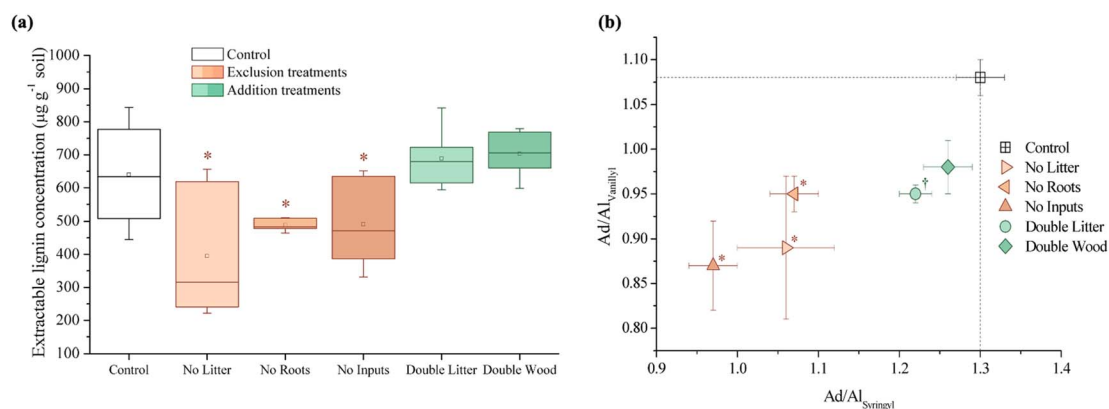 (a)
Extractable lignin concentration (µg g⁻¹ soil)
1000
900
800
700
600
500
400
300
200
100
Control
Exclusion treatments
Addition treatments
*
*
*
Control No Litter No Roots No Inputs Double Litter Double Wood
(b)
Ad/Al Vanillyl
1.10
1.05
1.00
0.95
0.90
0.85
0.80
*
*
*
†
Control
No Litter
No Roots
No Inputs
Double Litter
Double Wood
0.9 1.0 1.1 1.2 1.3 1.4
Ad/Al Syringyl